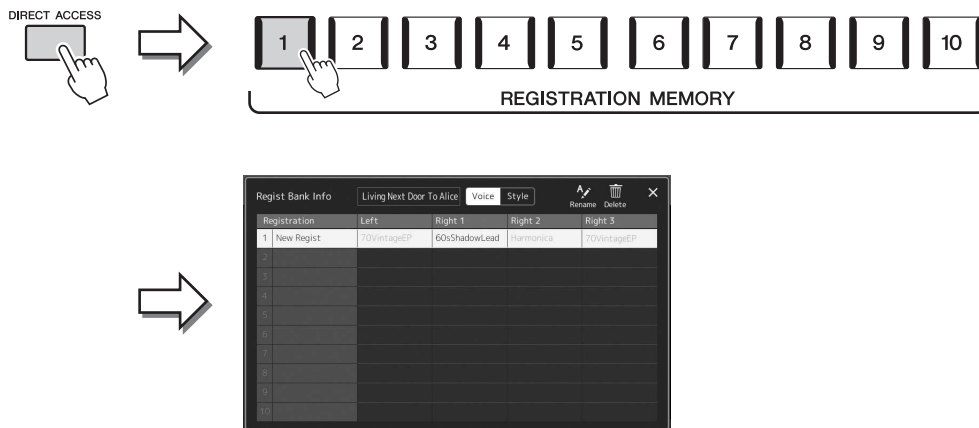 DIRECT ACCESS
1 2 3 4 5 6 7 8 9 10
REGISTRATION MEMORY
Regist Bank Info Living Next Door To Alice Voice Style Rename Delete
Registration Left Right 1 Right 2 Right 3
1 New Regist 70VintageEP 60sShadowLead Harmonica 70VintageEP
2
3
4
5
6
7
8
9
10